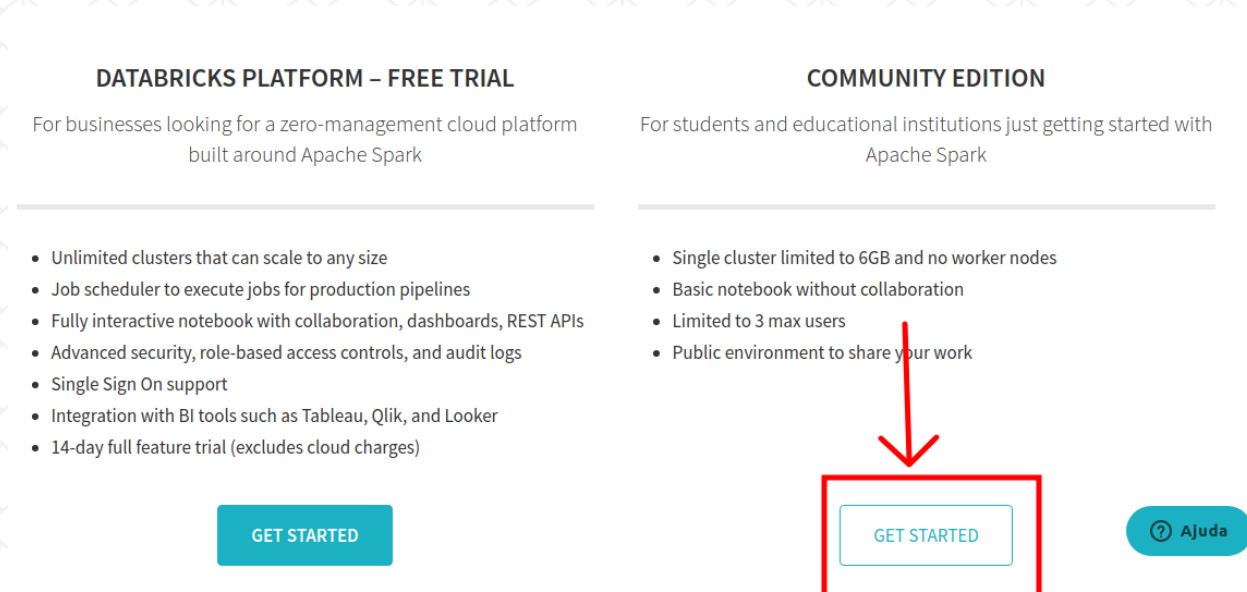 DATABRICKS PLATFORM – FREE TRIAL
For businesses looking for a zero-management cloud platform
built around Apache Spark
• Unlimited clusters that can scale to any size
• Job scheduler to execute jobs for production pipelines
• Fully interactive notebook with collaboration, dashboards, REST APIs
• Advanced security, role-based access controls, and audit logs
• Single Sign On support
• Integration with BI tools such as Tableau, Qlik, and Looker
• 14-day full feature trial (excludes cloud charges)
GET STARTED
COMMUNITY EDITION
For students and educational institutions just getting started with
Apache Spark
• Single cluster limited to 6GB and no worker nodes
• Basic notebook without collaboration
• Limited to 3 max users
• Public environment to share your work
GET STARTED
Ajuda